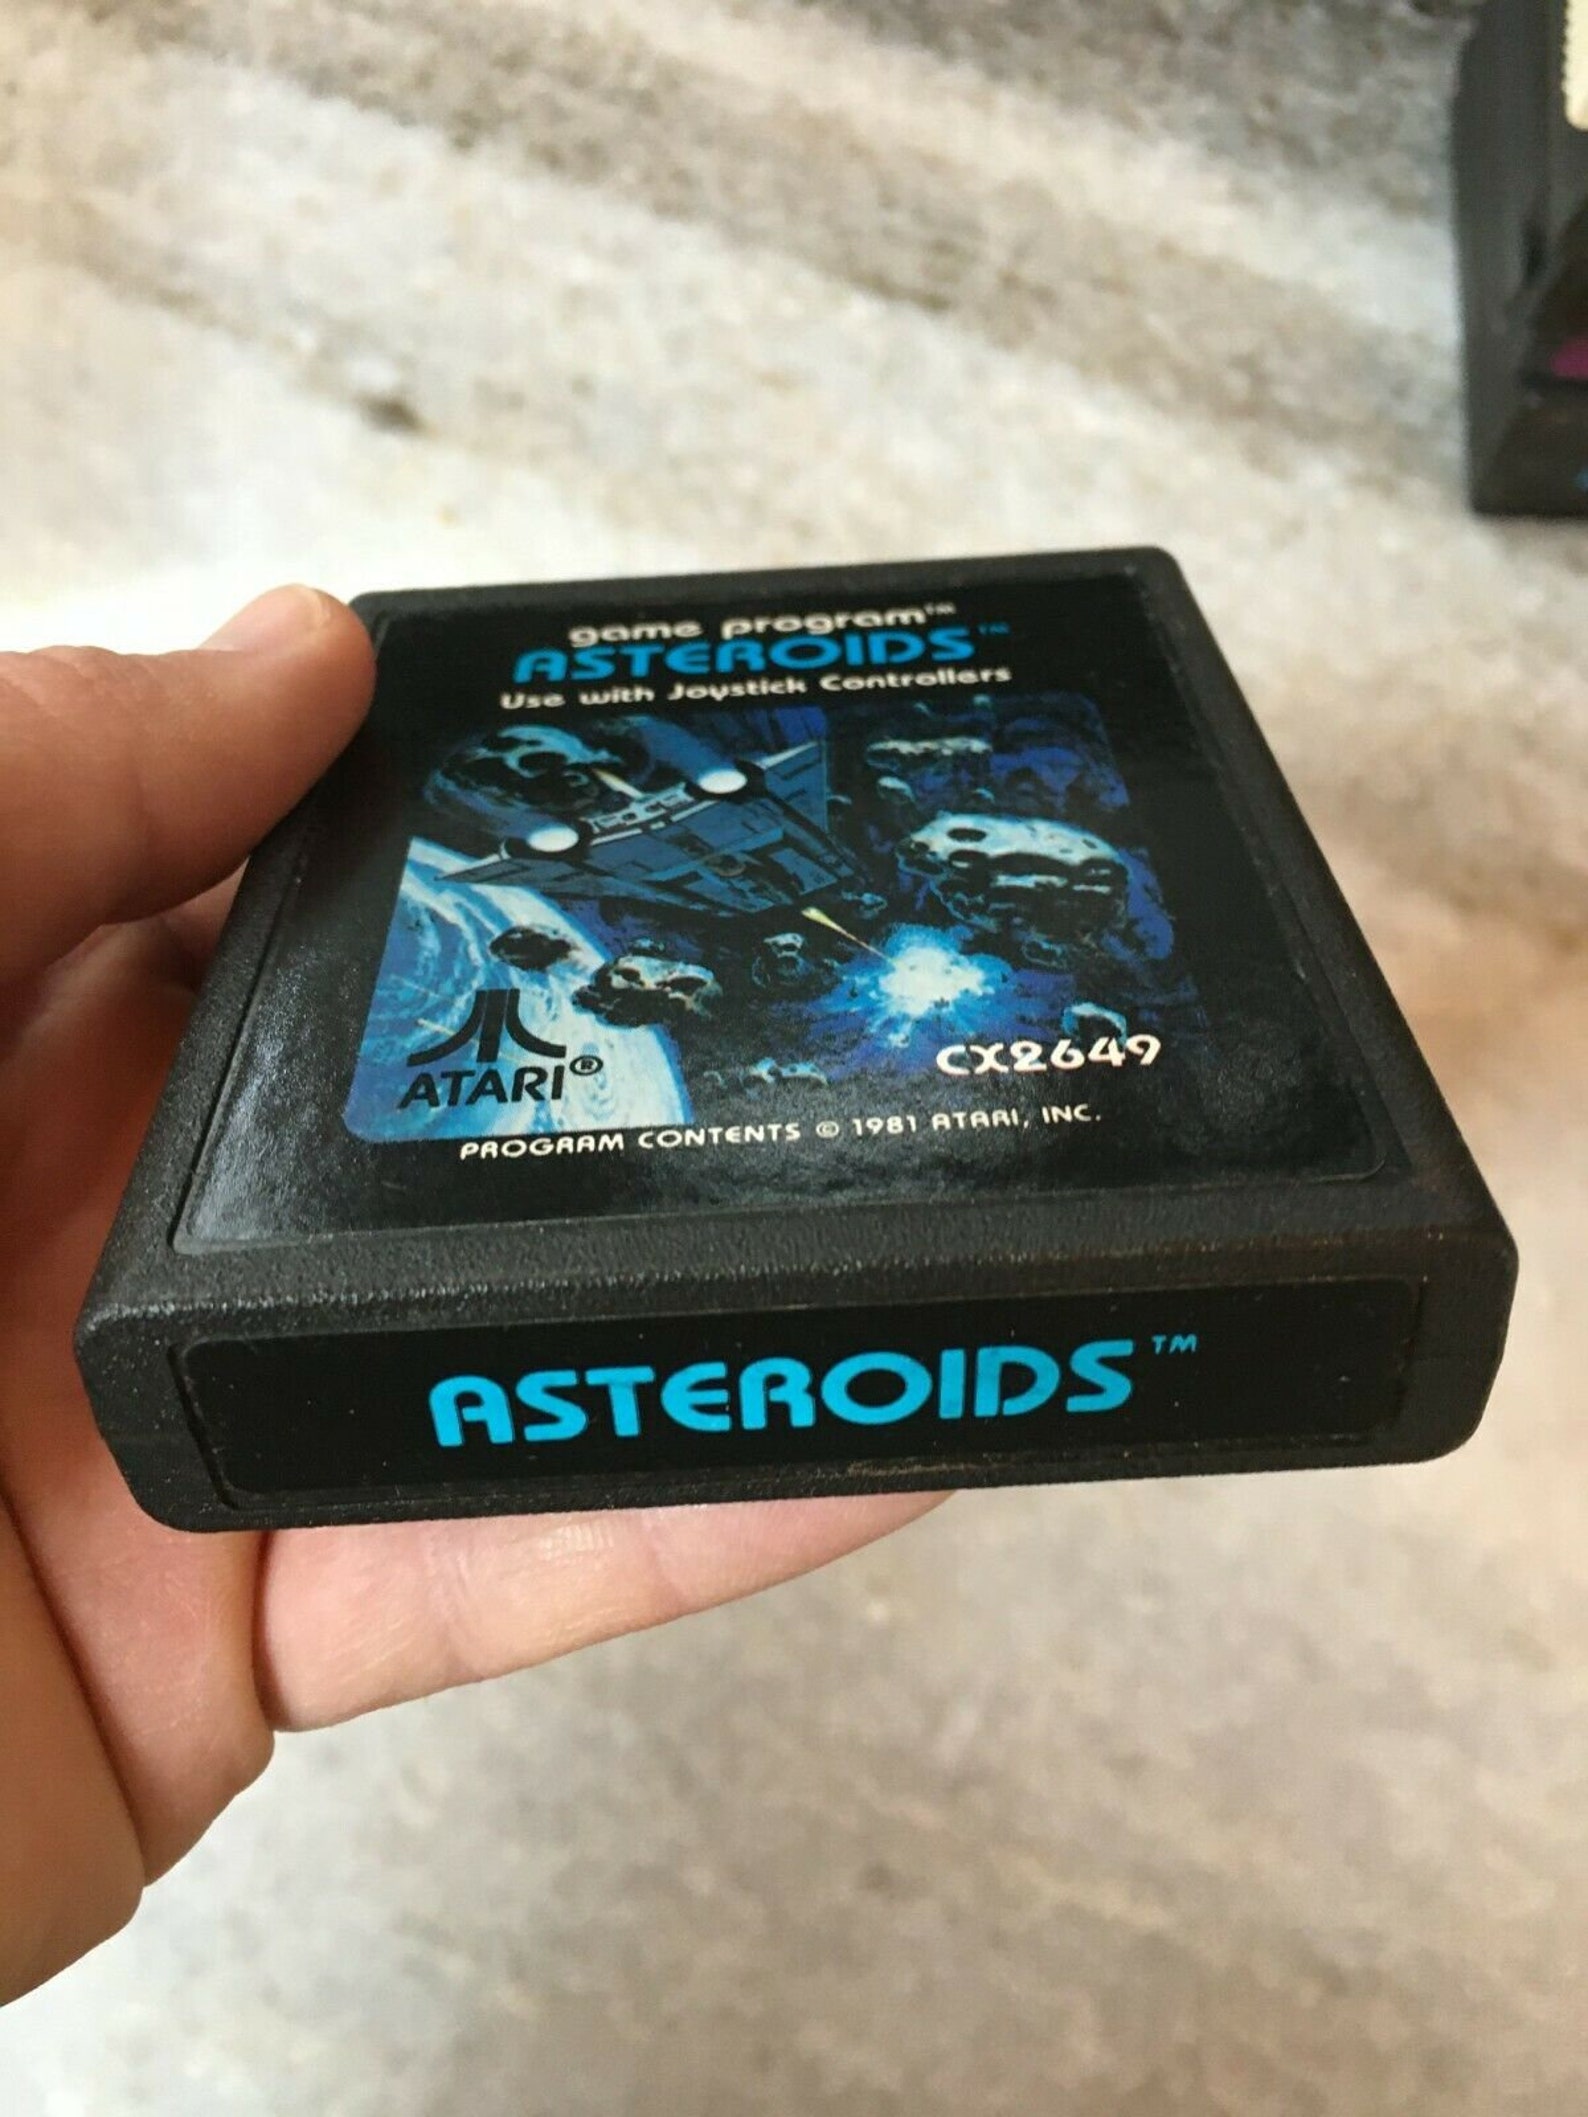 game program™
ASTEROIDS™
Use with Joystick Controllers
ATARI®
CX2649
PROGRAM CONTENTS © 1981 ATARI, INC.
ASTEROIDS™